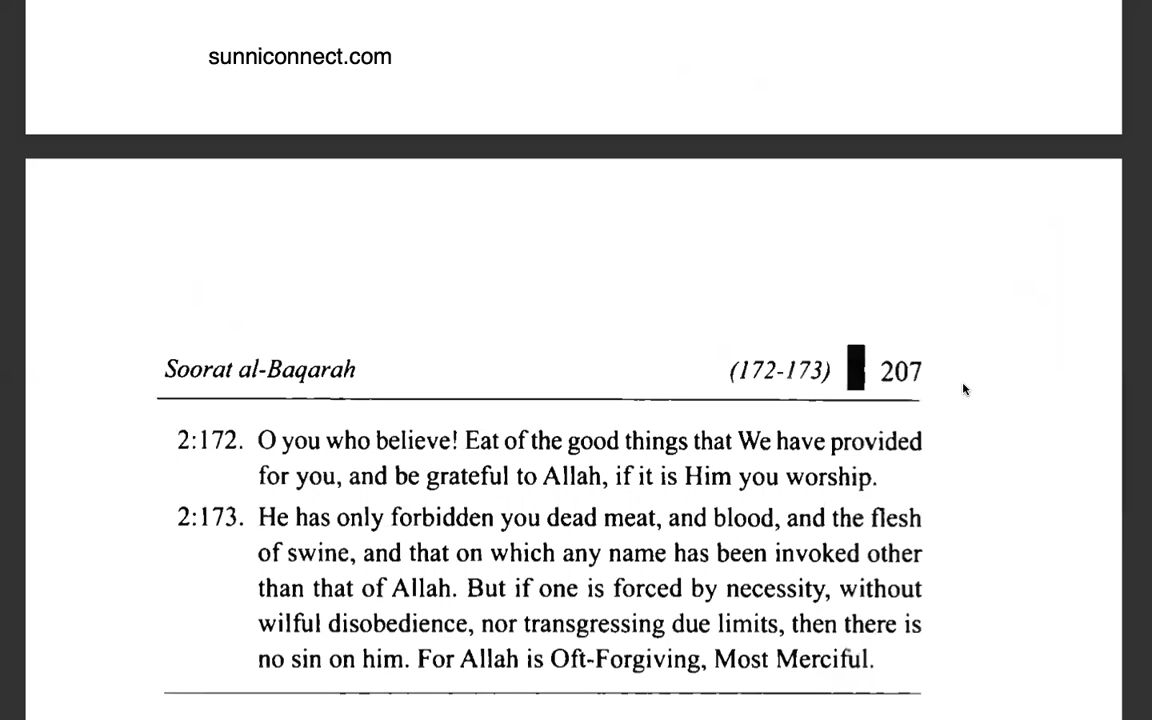 sunniconnect.com
Soorat al-Baqarah (172-173) 207
2:172. O you who believe! Eat of the good things that We have provided
for you, and be grateful to Allah, if it is Him you worship.
2:173. He has only forbidden you dead meat, and blood, and the flesh
of swine, and that on which any name has been invoked other
than that of Allah. But if one is forced by necessity, without
wilful disobedience, nor transgressing due limits, then there is
no sin on him. For Allah is Oft-Forgiving, Most Merciful.